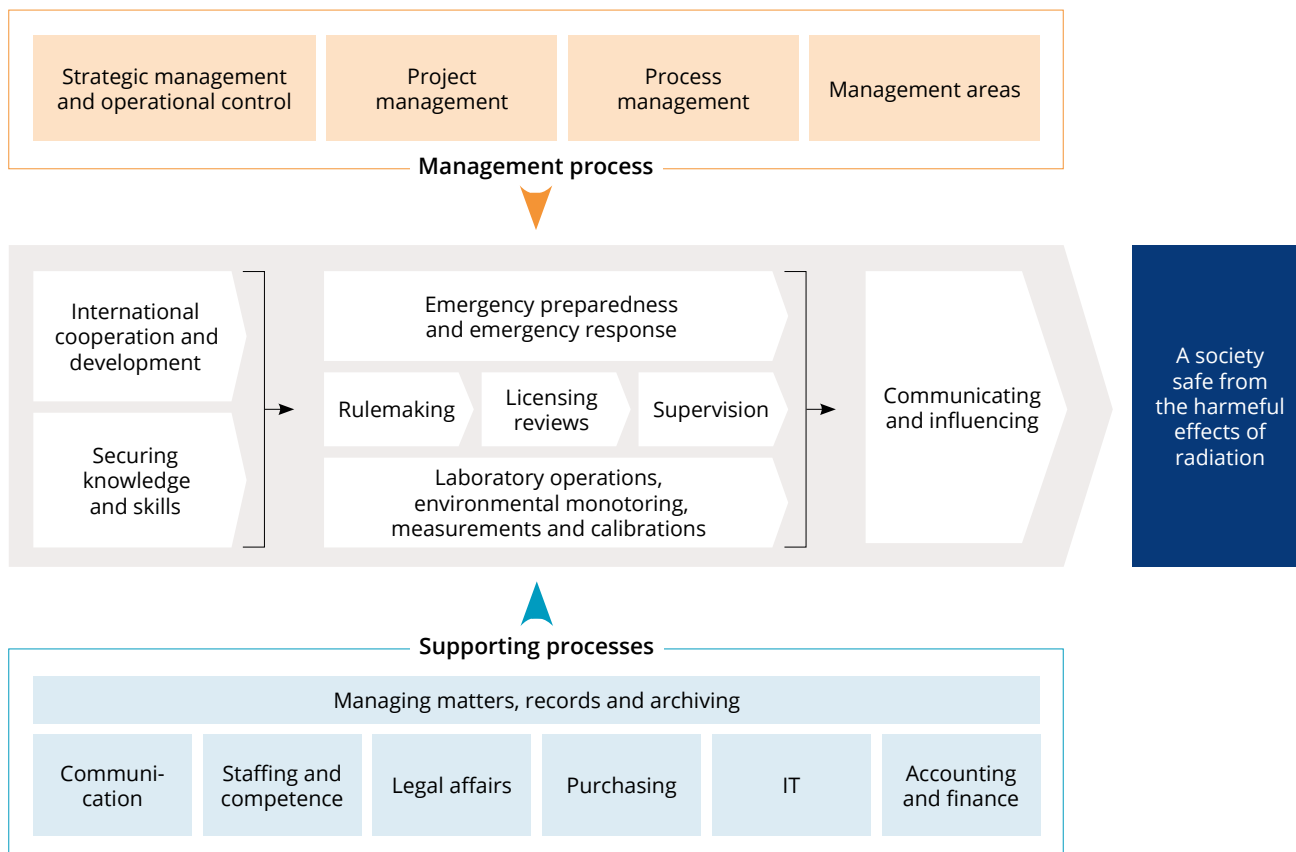 Strategic management
and operational control
Project
management
Process
management
Management areas
Management process
International
cooperation and
development
Securing
knowledge
and skills
Emergency preparedness
and emergency response
Rulemaking
Licensing
reviews
Supervision
Laboratory operations,
environmental monotoring,
measurements and calibrations
Communicating
and influencing
A society
safe from
the harmeful
effects of
radiation
Supporting processes
Managing matters, records and archiving
Communi-
cation
Staffing and
competence
Legal affairs
Purchasing
IT
Accounting
and finance